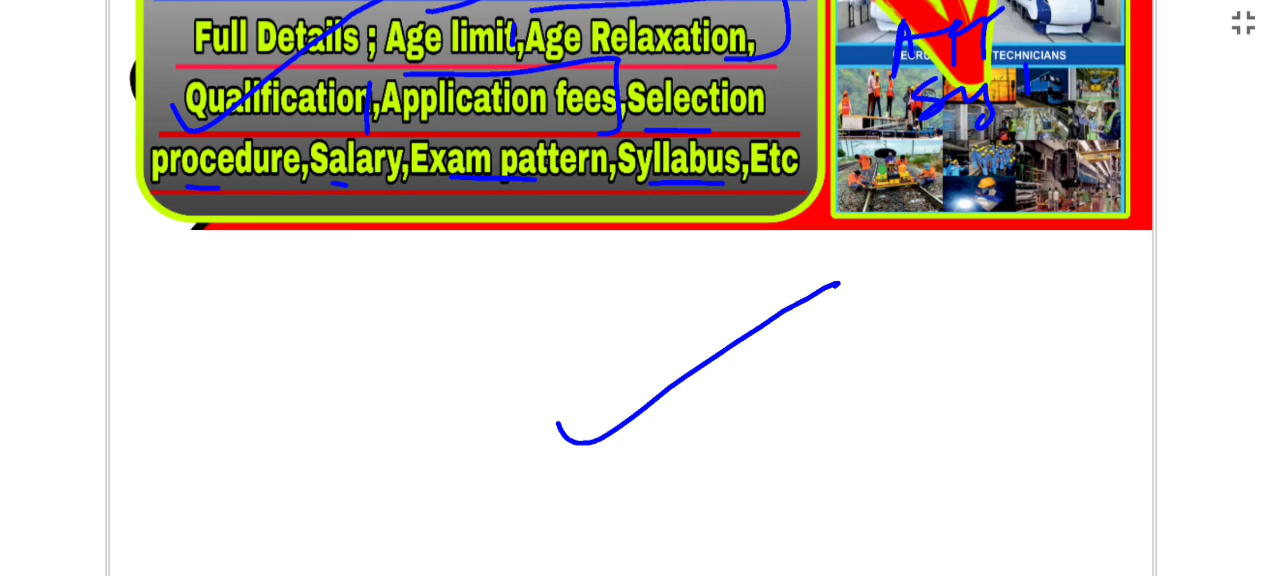 Full Details ; Age limit,Age Relaxation,
Qualification,Application fees,Selection
procedure,Salary,Exam pattern,Syllabus,Etc
TECHNICIANS